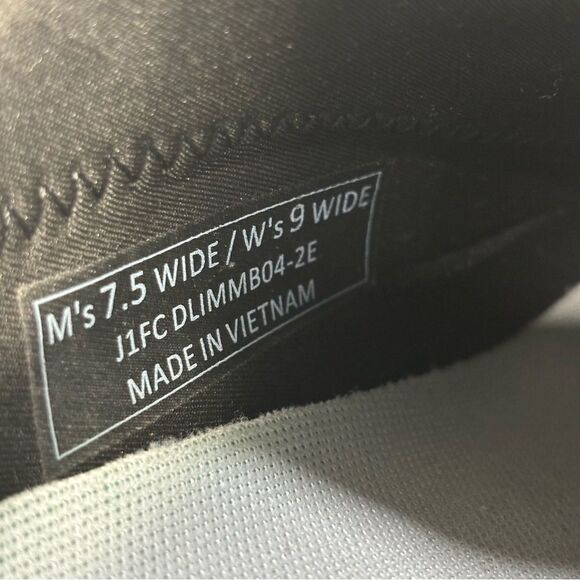 M's 7.5 WIDE / W's 9 WIDE
J1FC DLIMMB04-2E
MADE IN VIETNAM